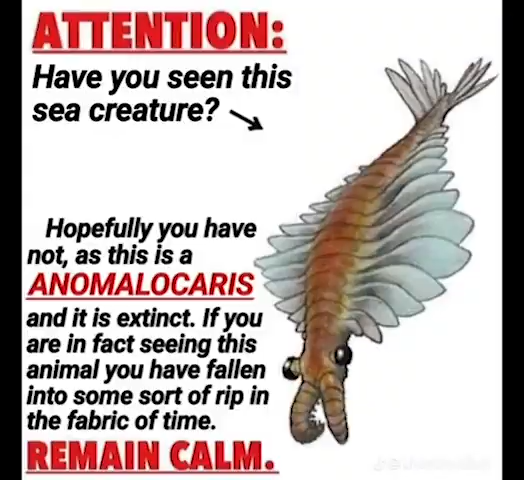 ATTENTION:
Have you seen this
sea creature?
Hopefully you have
not, as this is a
ANOMALOCARIS
and it is extinct. If you
are in fact seeing this
animal you have fallen
into some sort of rip in
the fabric of time.
REMAIN CALM.